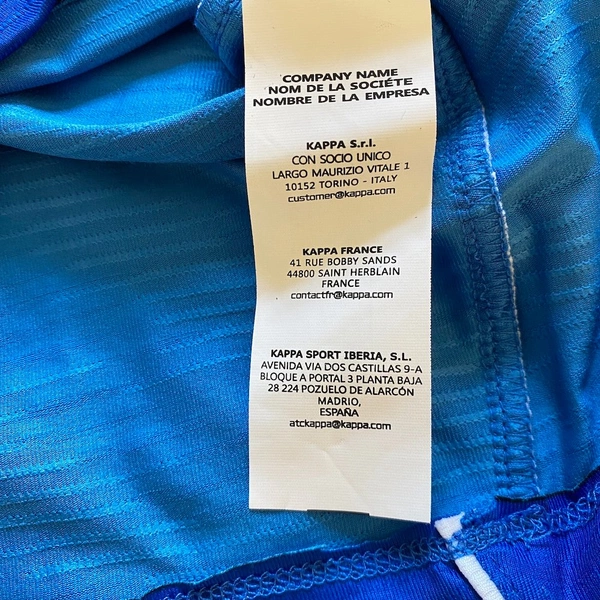 COMPANY NAME
NOM DE LA SOCIÉTE
NOMBRE DE LA EMPRESA
KAPPA S.r.l.
CON SOCIO UNICO
LARGO MAURIZIO VITALE 1
10152 TORINO - ITALY
customer@kappa.com
KAPPA FRANCE
41 RUE BOBBY SANDS
44800 SAINT HERBLAIN
FRANCE
contactfr@kappa.com
KAPPA SPORT IBERIA, S.L.
AVENIDA VIA DOS CASTILLAS 9-A
BLOQUE A PORTAL 3 PLANTA BAJA
28 224 POZUELO DE ALARCÓN
MADRID,
ESPAÑA
atckappa@kappa.com